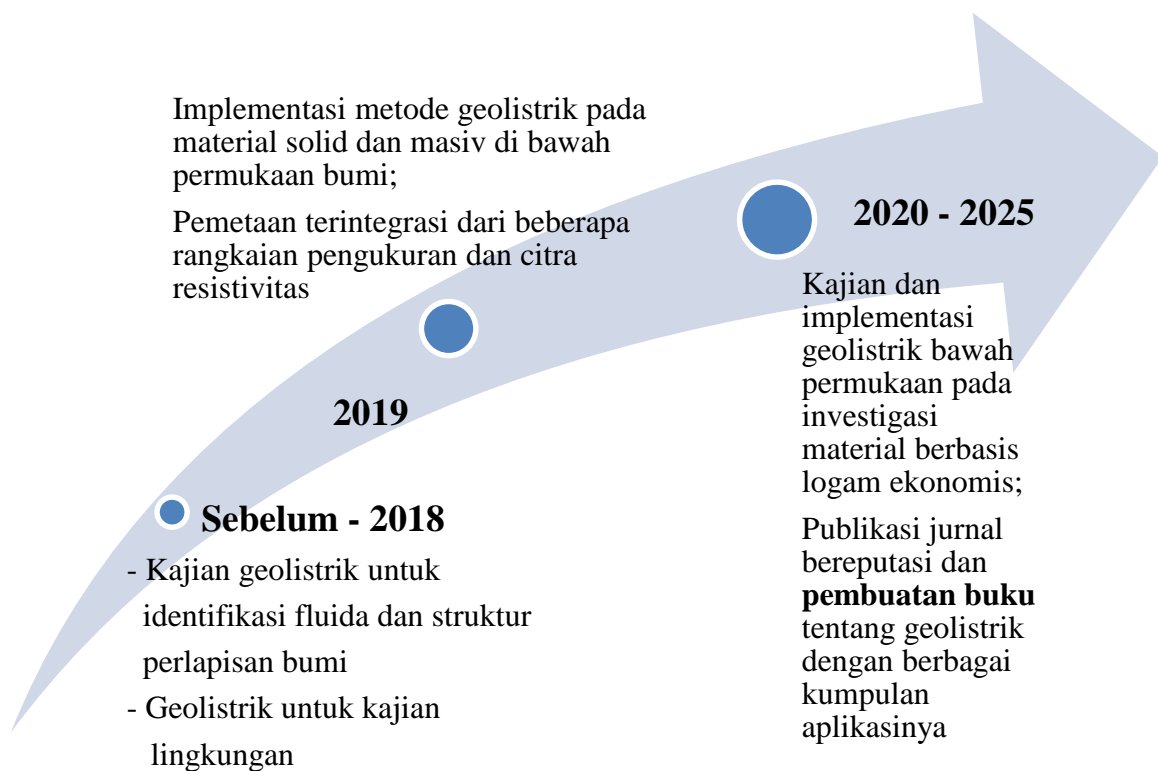 Implementasi metode geolistrik pada
material solid dan masiv di bawah
permukaan bumi;
Pemetaan terintegrasi dari beberapa
rangkaian pengukuran dan citra
resistivitas
2019
Sebelum - 2018
- Kajian geolistrik untuk
identifikasi fluida dan struktur
perlapisan bumi
- Geolistrik untuk kajian
lingkungan
2020 - 2025
Kajian dan
implementasi
geolistrik bawah
permukaan pada
investigasi
material berbasis
logam ekonomis;
Publikasi jurnal
bereputasi dan
pembuatan buku
tentang geolistrik
dengan berbagai
kumpulan
aplikasinya